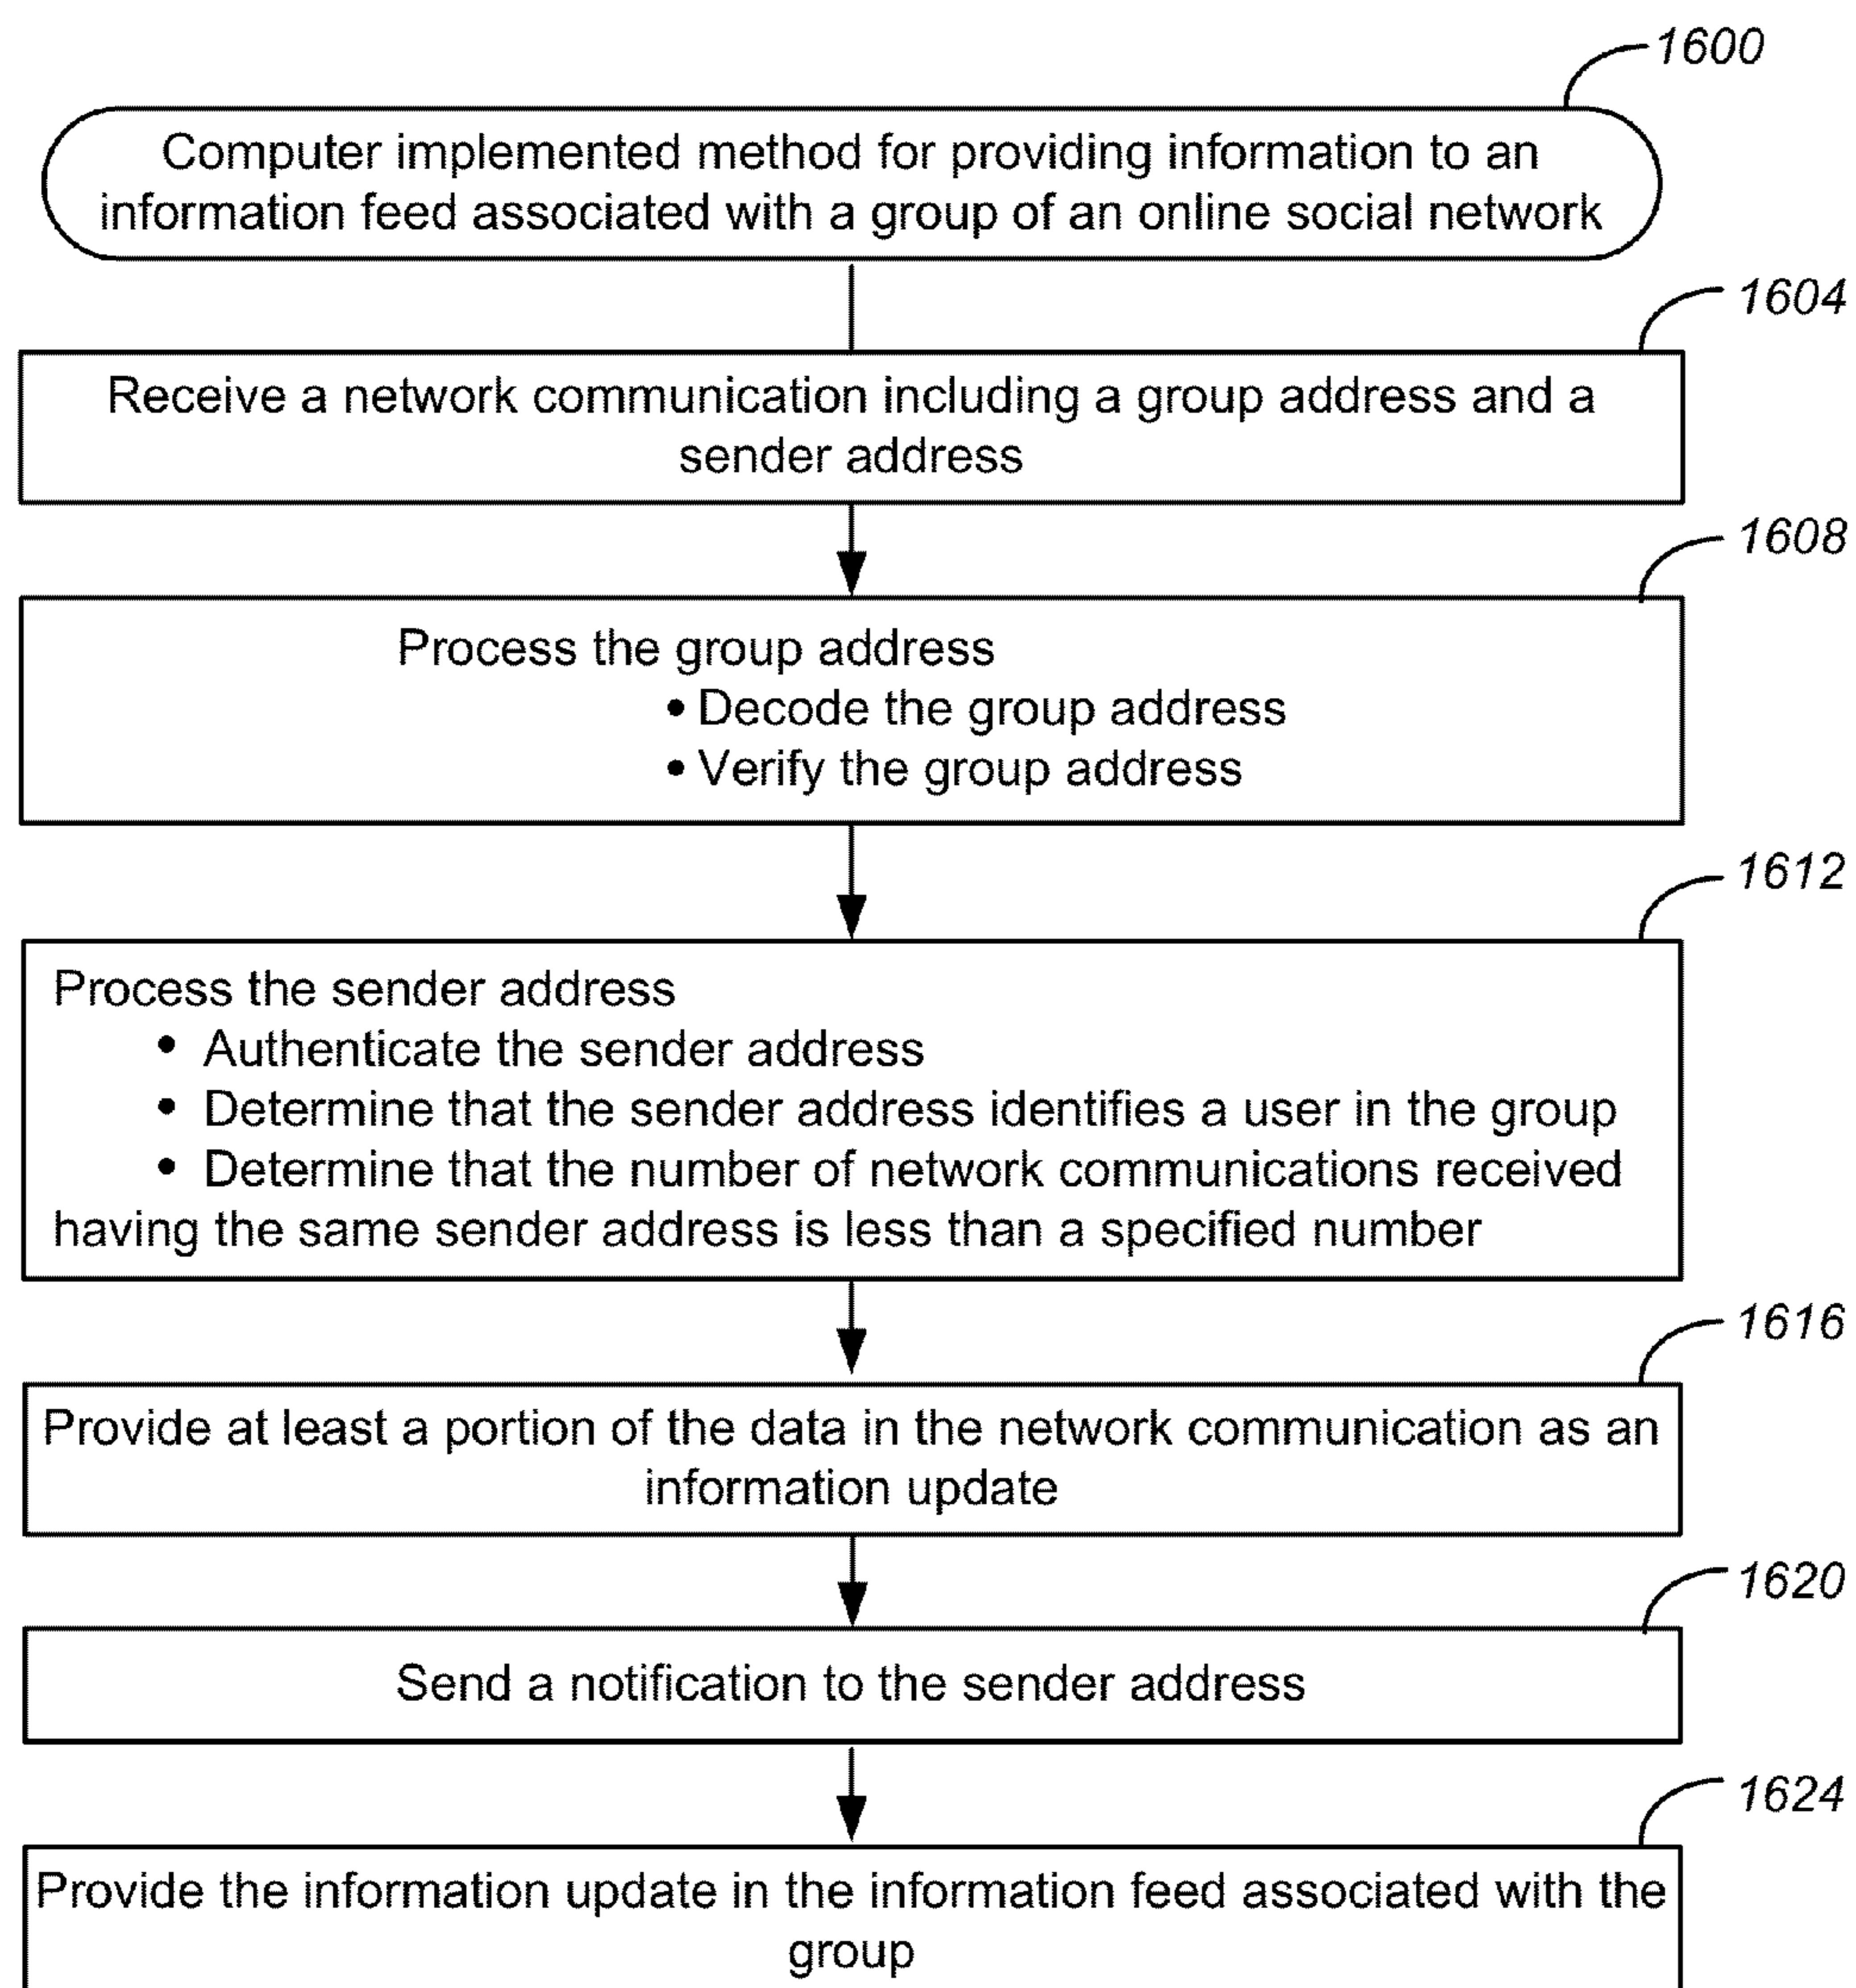 1600
Computer implemented method for providing information to an
information feed associated with a group of an online social network
1604
Receive a network communication including a group address and a
sender address
1608
Process the group address
• Decode the group address
• Verify the group address
1612
Process the sender address
• Authenticate the sender address
• Determine that the sender address identifies a user in the group
• Determine that the number of network communications received
having the same sender address is less than a specified number
1616
Provide at least a portion of the data in the network communication as an
information update
1620
Send a notification to the sender address
1624
Provide the information update in the information feed associated with the
group